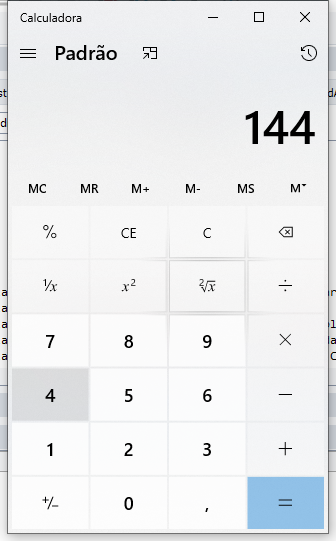 Calculadora
Padrão
144
MC MR M+ M- MS M˅
% CE C
¹/x x² ²√x ÷
7 8 9 ×
4 5 6 −
1 2 3 +
+/− 0 , =